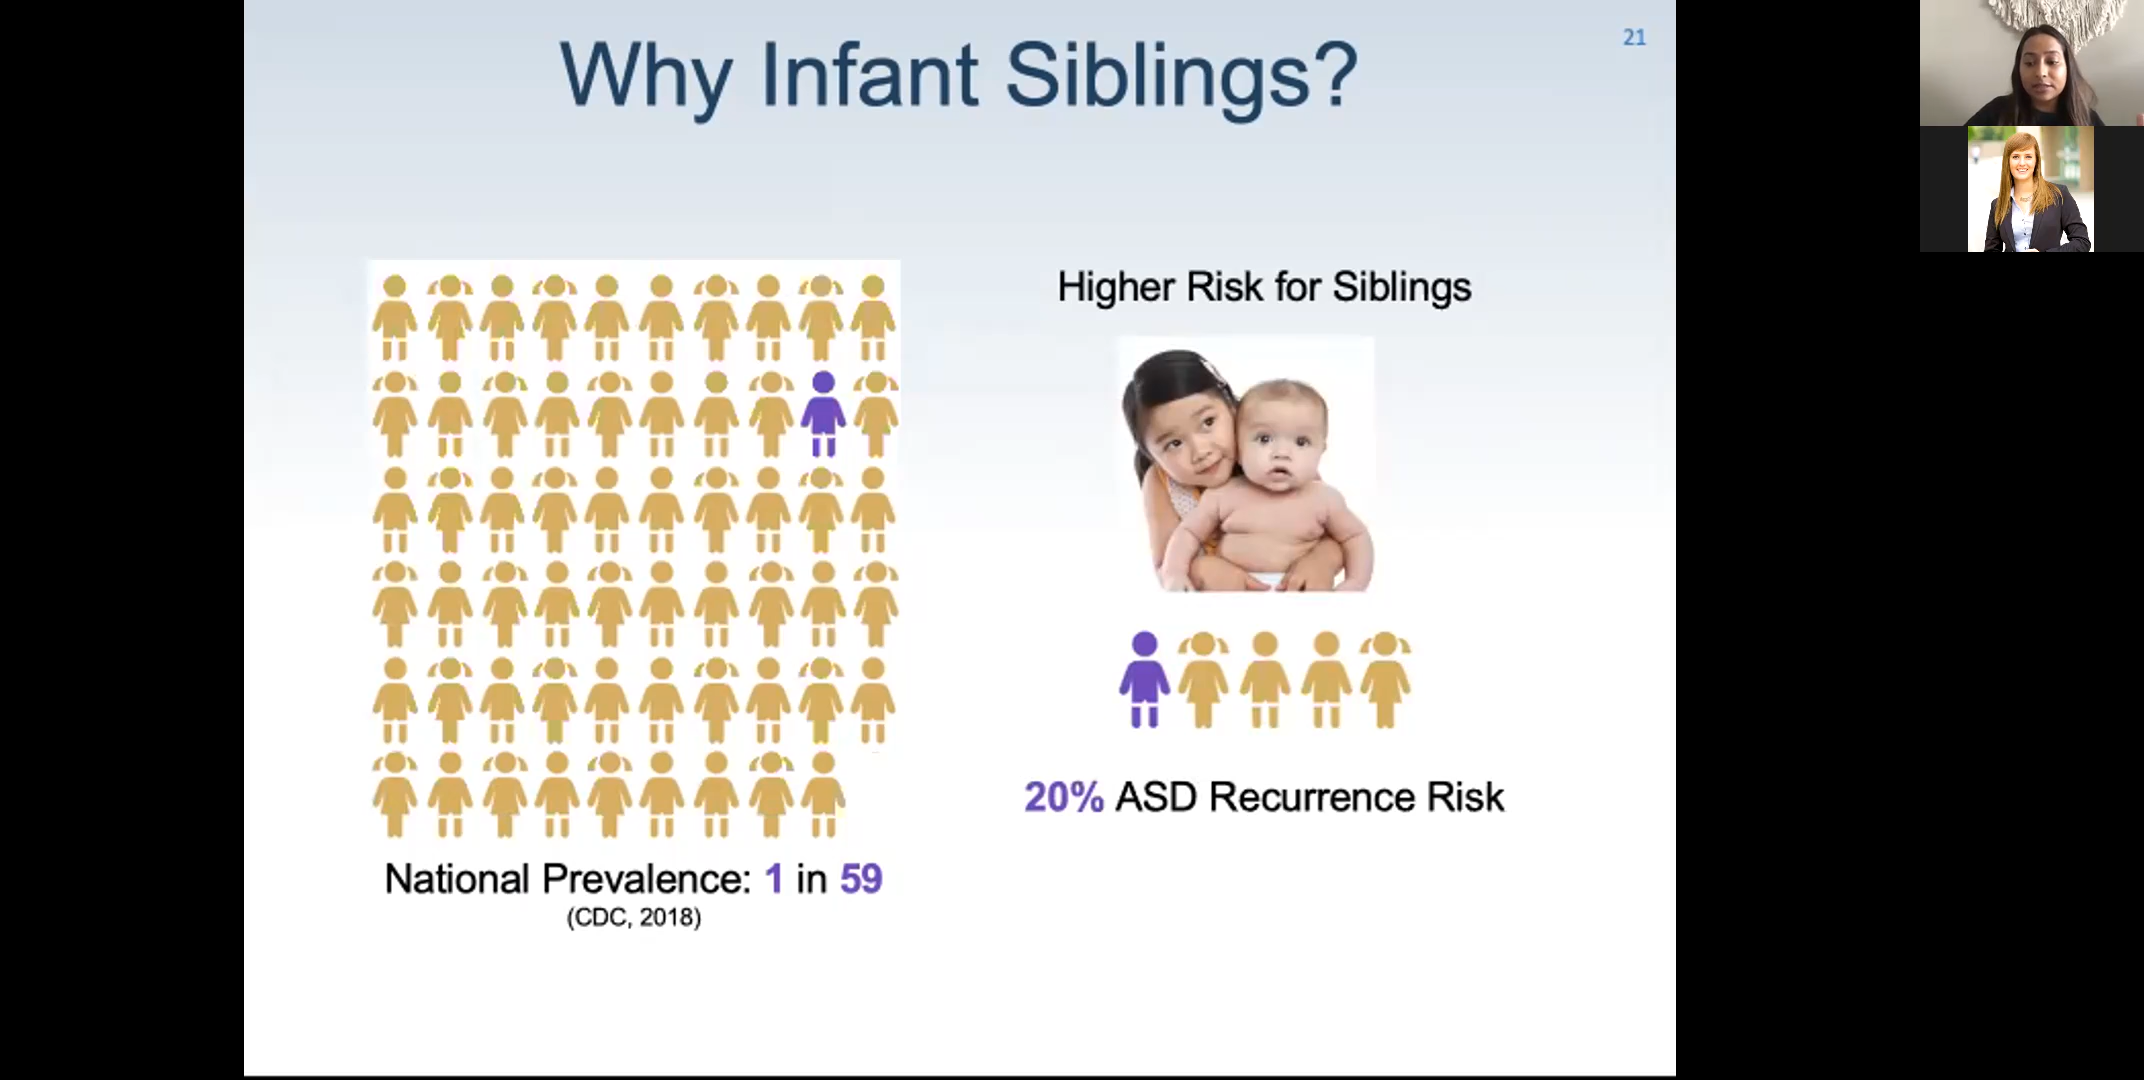 Why Infant Siblings?
21
Higher Risk for Siblings
20% ASD Recurrence Risk
National Prevalence: 1 in 59
(CDC, 2018)